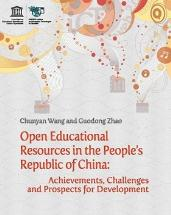 Chunyan Wang and Guodong Zhao
Open Educational
Resources in the People's
Republic of China:
Achievements, Challenges
and Prospects for Development